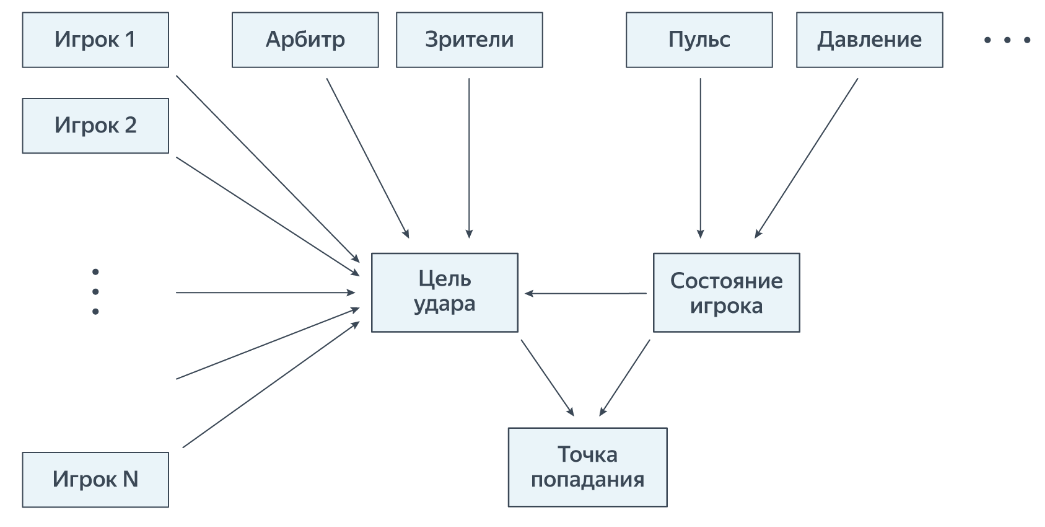 Игрок 1
Арбитр
Зрители
Пульс
Давление
Игрок 2
Цель
удара
Состояние
игрока
Игрок N
Точка
попадания